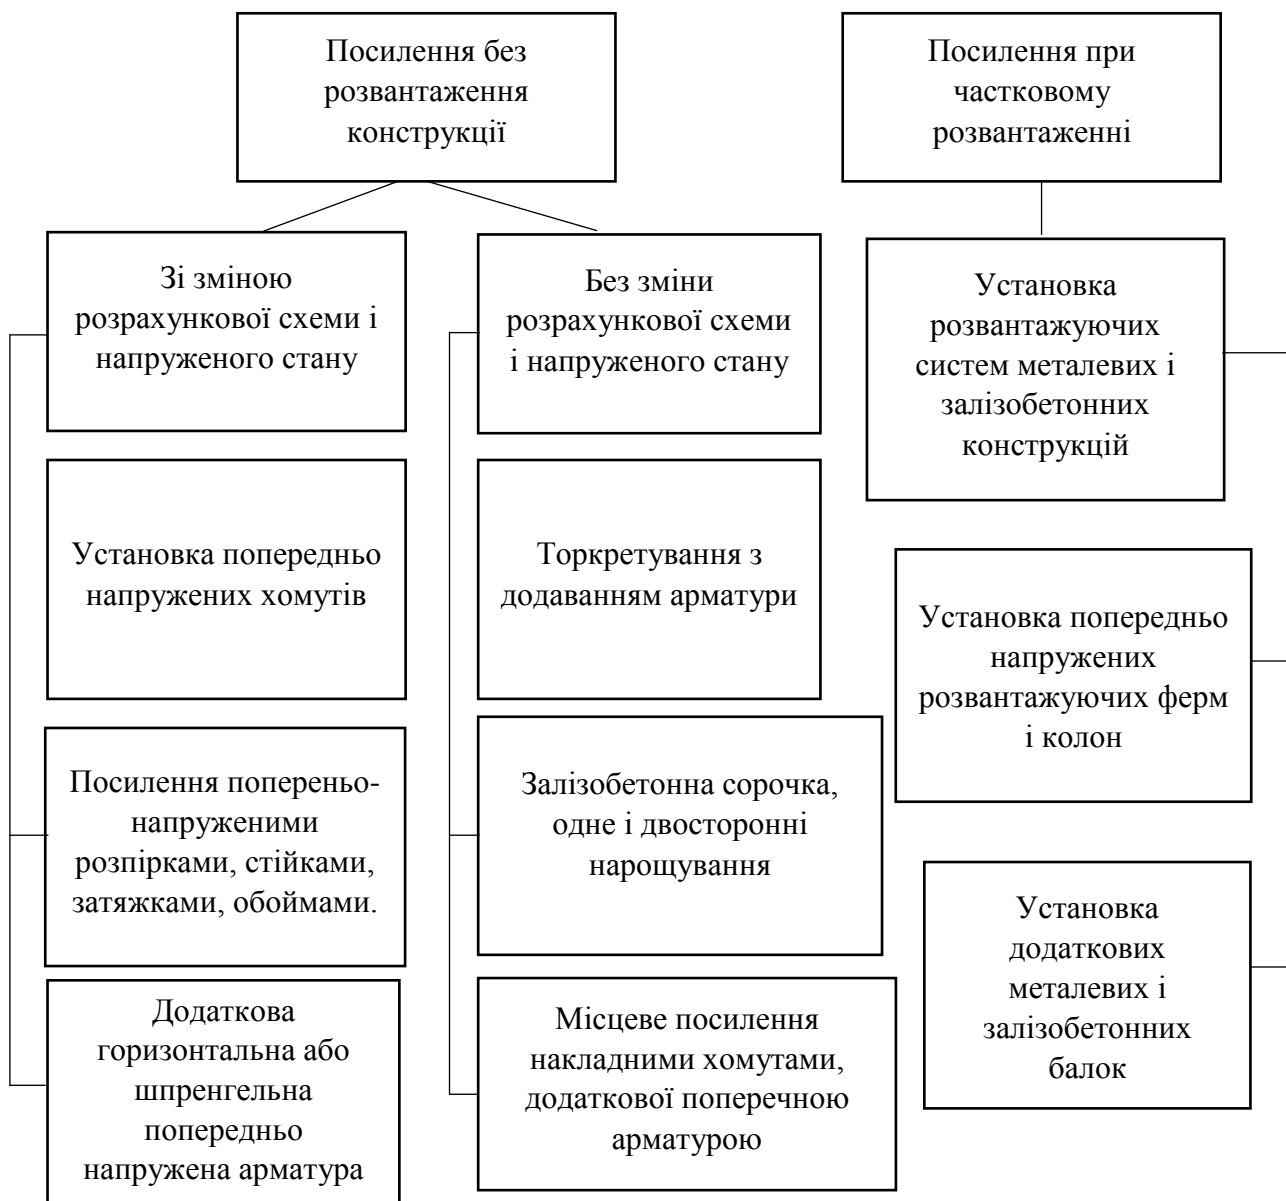 Посилення без
розвантаження
конструкції
Посилення при
частковому
розвантаженні
Зі зміною
розрахункової схеми і
напруженого стану
Без зміни
розрахункової схеми
і напруженого стану
Установка
розвантажуючих
систем металевих і
залізобетонних
конструкцій
Установка попередньо
напружених хомутів
Торкретування з
додаванням арматури
Установка попередньо
напружених
розвантажуючих ферм
і колон
Посилення попереньо-
напруженими
розпірками, стійками,
затяжками, обоймами.
Залізобетонна сорочка,
одне і двосторонні
нарощування
Установка
додаткових
металевих і
залізобетонних
балок
Додаткова
горизонтальна або
шпренгельна
попередньо
напружена арматура
Місцеве посилення
накладними хомутами,
додаткової поперечною
арматурою